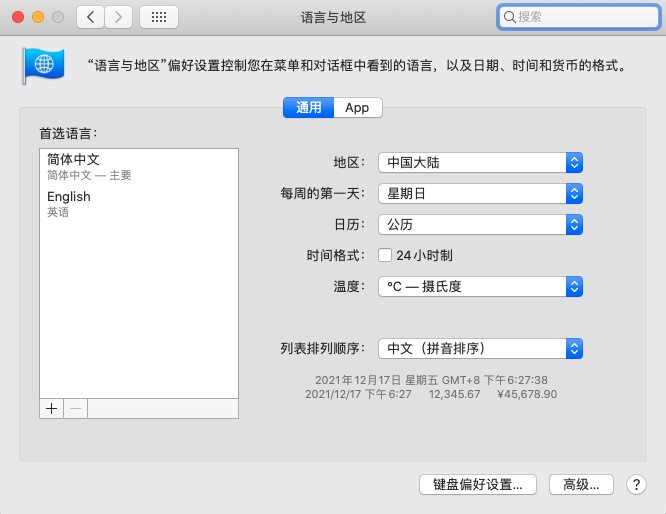 语言与地区
搜索
“语言与地区”偏好设置控制您在菜单和对话框中看到的语言，以及日期、时间和货币的格式。
通用
App
首选语言：
简体中文
简体中文 — 主要
English
英语
地区：
中国大陆
每周的第一天：
星期日
日历：
公历
时间格式：
24小时制
温度：
°C — 摄氏度
列表排列顺序：
中文（拼音排序）
2021年12月17日 星期五 GMT+8 下午6:27:38
2021/12/17 下午6:27 12,345.67 ¥45,678.90
键盘偏好设置...
高级...
?